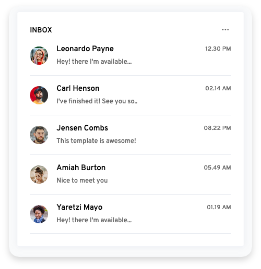 INBOX ...
Leonardo Payne 12.30 PM
Hey! there I'm available...
Carl Henson 02.14 AM
I've finished it! See you so..
Jensen Combs 08.22 PM
This template is awesome!
Amiah Burton 05.49 AM
Nice to meet you
Yaretzi Mayo 01.19 AM
Hey! there I'm available...